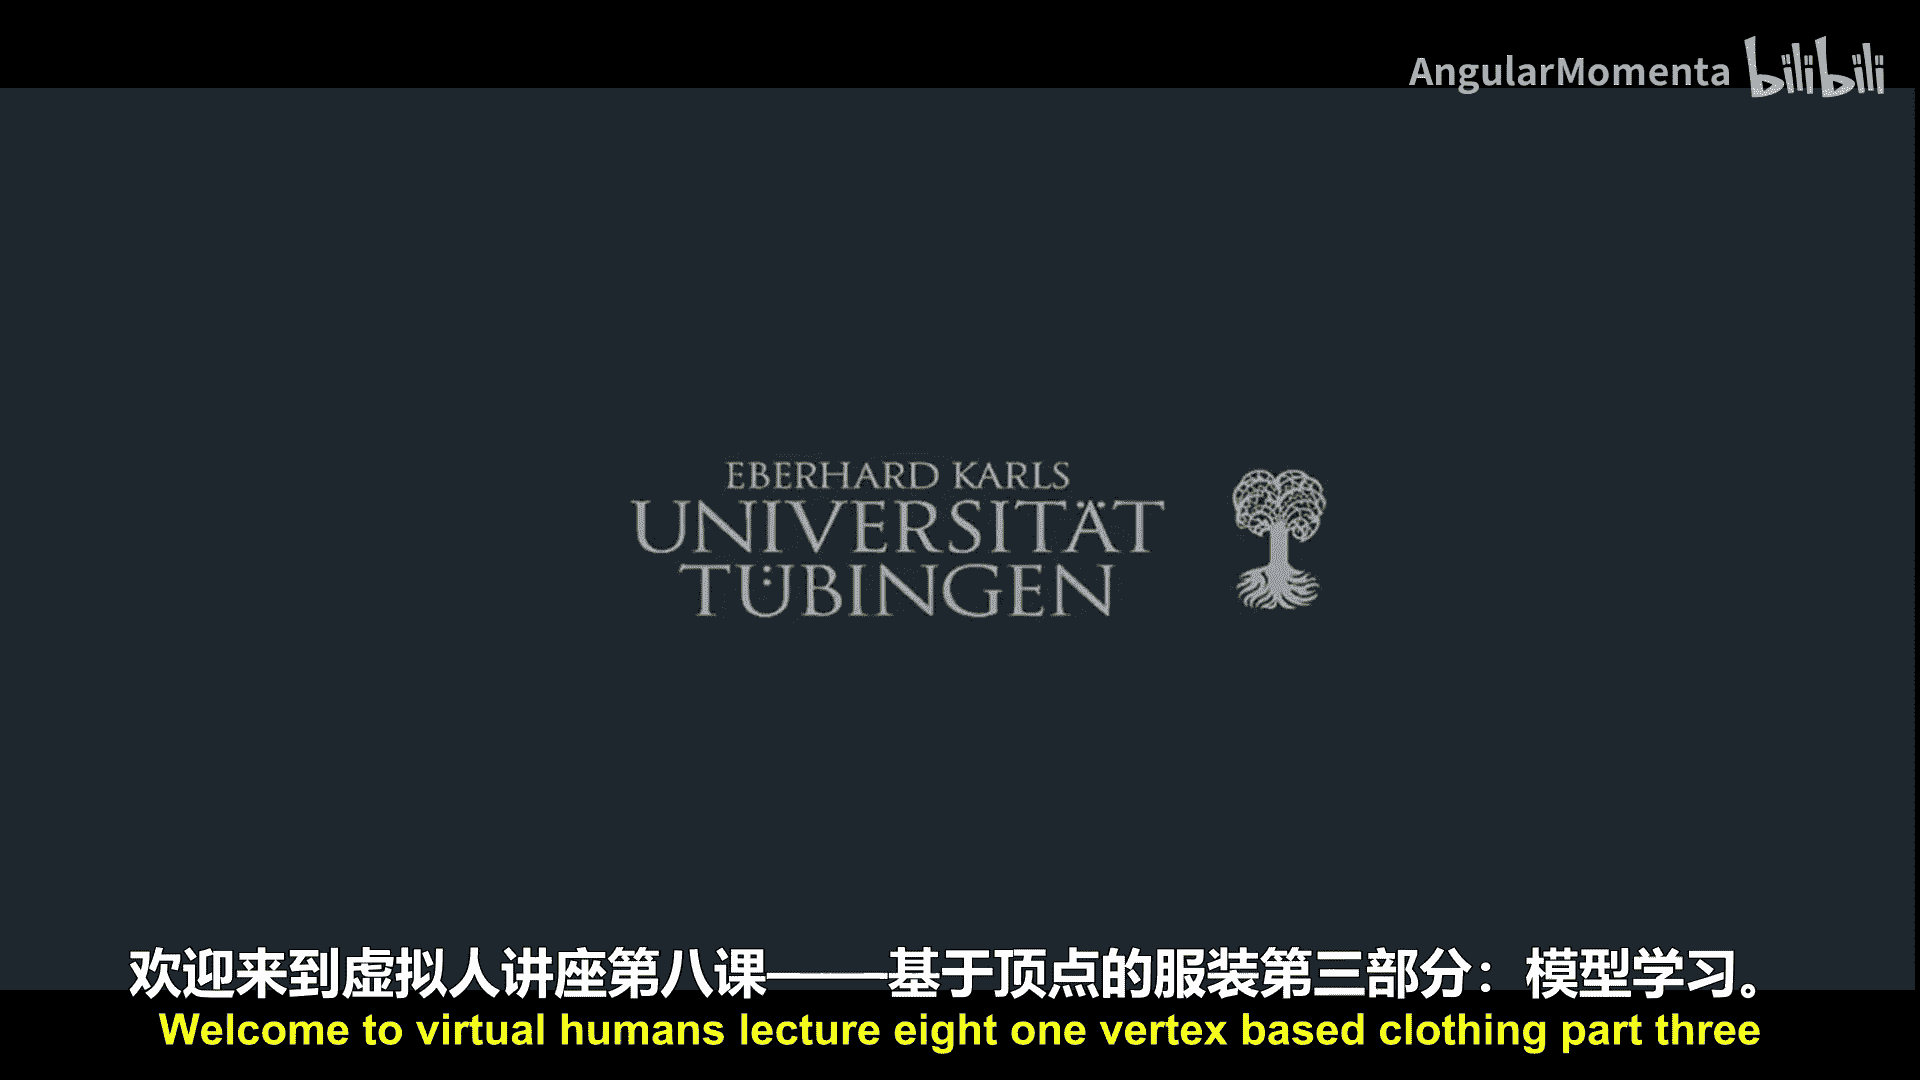 AngularMomenta bilibili
EBERHARD KARLS
UNIVERSITÄT
TÜBINGEN
欢迎来到虚拟人讲座第八课——基于顶点的服装第三部分：模型学习。
Welcome to virtual humans lecture eight one vertex based clothing part three